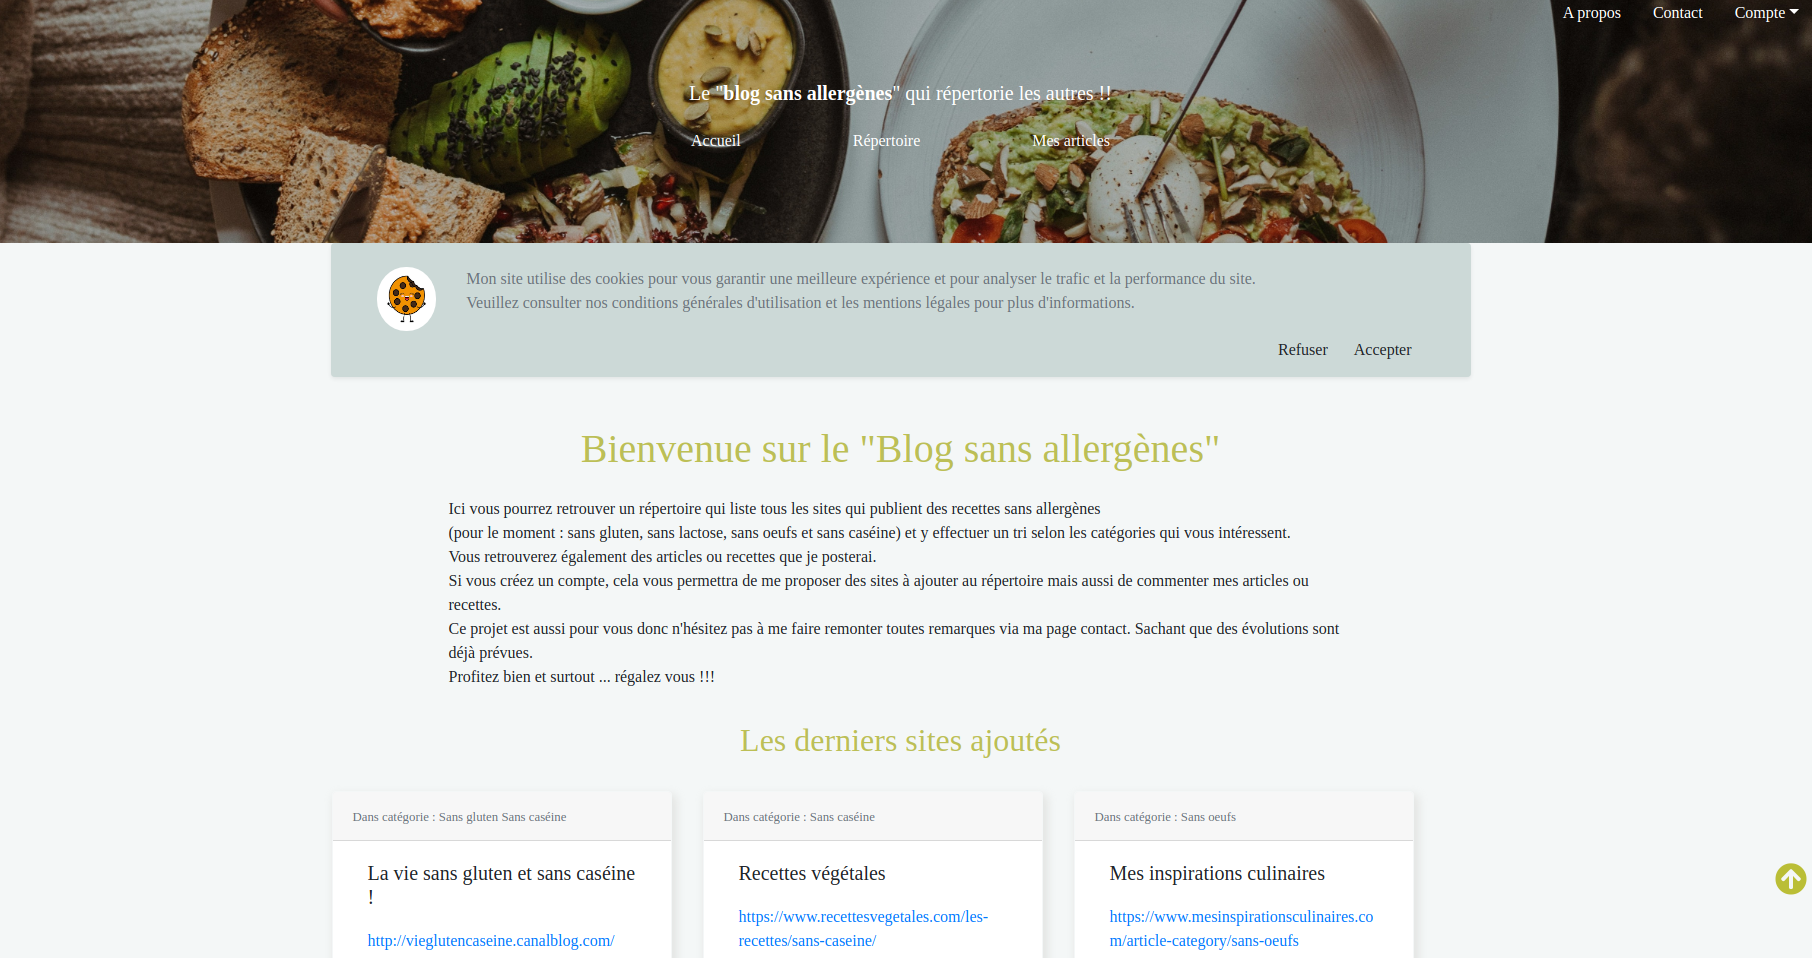 A propos Contact Compte
Le "blog sans allergènes" qui répertorie les autres !!
Accueil Répertoire Mes articles
Mon site utilise des cookies pour vous garantir une meilleure expérience et pour analyser le trafic et la performance du site.
Veuillez consulter nos conditions générales d'utilisation et les mentions légales pour plus d'informations.
Refuser Accepter
Bienvenue sur le "Blog sans allergènes"
Ici vous pourrez retrouver un répertoire qui liste tous les sites qui publient des recettes sans allergènes
(pour le moment : sans gluten, sans lactose, sans oeufs et sans caséine) et y effectuer un tri selon les catégories qui vous intéressent.
Vous retrouverez également des articles ou recettes que je posterai.
Si vous créez un compte, cela vous permettra de me proposer des sites à ajouter au répertoire mais aussi de commenter mes articles ou
recettes.
Ce projet est aussi pour vous donc n'hésitez pas à me faire remonter toutes remarques via ma page contact. Sachant que des évolutions sont
déjà prévues.
Profitez bien et surtout ... régalez vous !!!
Les derniers sites ajoutés
Dans catégorie : Sans gluten Sans caséine
La vie sans gluten et sans caséine
!
http://vieglutencaseine.canalblog.com/
Dans catégorie : Sans caséine
Recettes végétales
https://www.recettesvegetales.com/les-
recettes/sans-caseine/
Dans catégorie : Sans oeufs
Mes inspirations culinaires
https://www.mesinspirationsculinaires.co
m/article-category/sans-oeufs